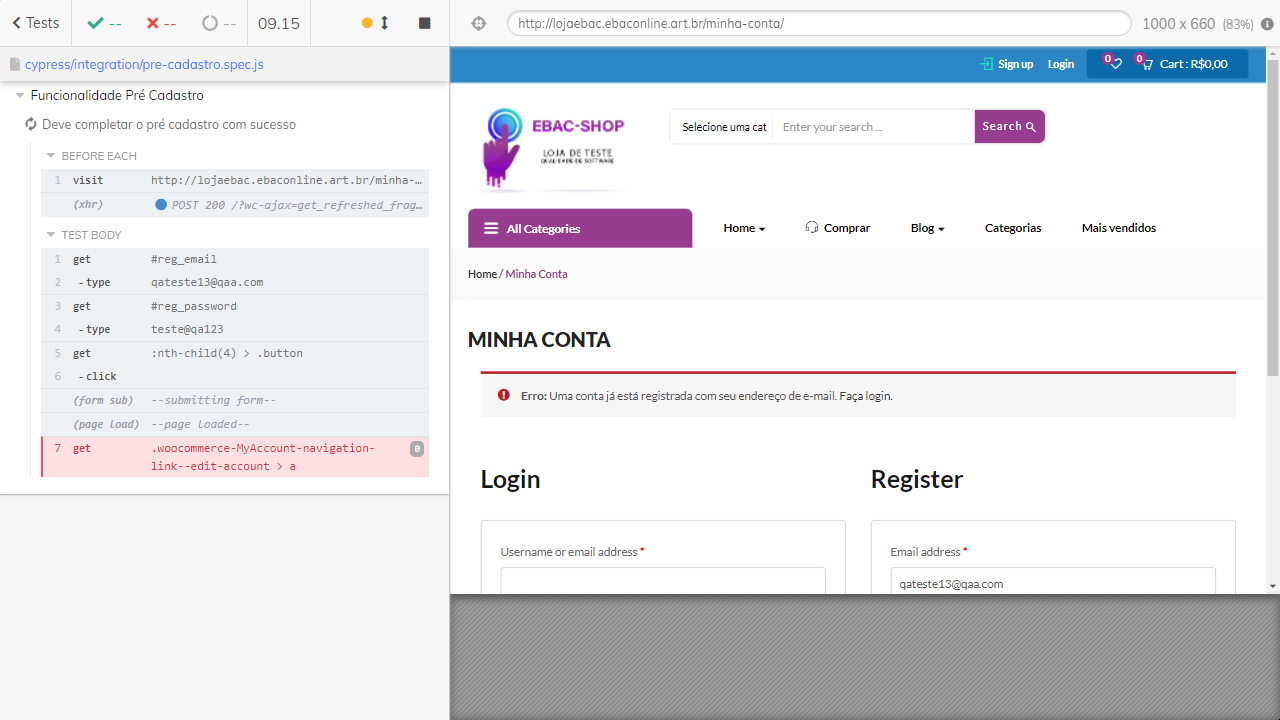 Tests
--
--
--
09.15
http://lojaebac.ebaconline.art.br/minha-conta/
1000 x 660 (83%)
cypress/integration/pre-cadastro.spec.js
Funcionalidade Pré Cadastro
Deve completar o pré cadastro com sucesso
BEFORE EACH
1 visit http://lojaebac.ebaconline.art.br/minha-…
(xhr) POST 200 /?wc-ajax=get_refreshed_frag…
TEST BODY
1 get #reg_email
2 -type qateste13@qaa.com
3 get #reg_password
4 -type teste@qa123
5 get :nth-child(4) > .button
6 -click
(form sub) --submitting form--
(page load) --page loaded--
7 get .woocommerce-MyAccount-navigation- 0
link--edit-account > a
Sign up Login 0 0 Cart : R$0,00
EBAC-SHOP
LOJA DE TESTE
QUALIDADE DE SOFTWARE
Selecione uma cat Enter your search ... Search
All Categories
Home Comprar Blog Categorias Mais vendidos
Home / Minha Conta
MINHA CONTA
Erro: Uma conta já está registrada com seu endereço de e-mail. Faça login.
Login
Username or email address *
Register
Email address *
qateste13@qaa.com